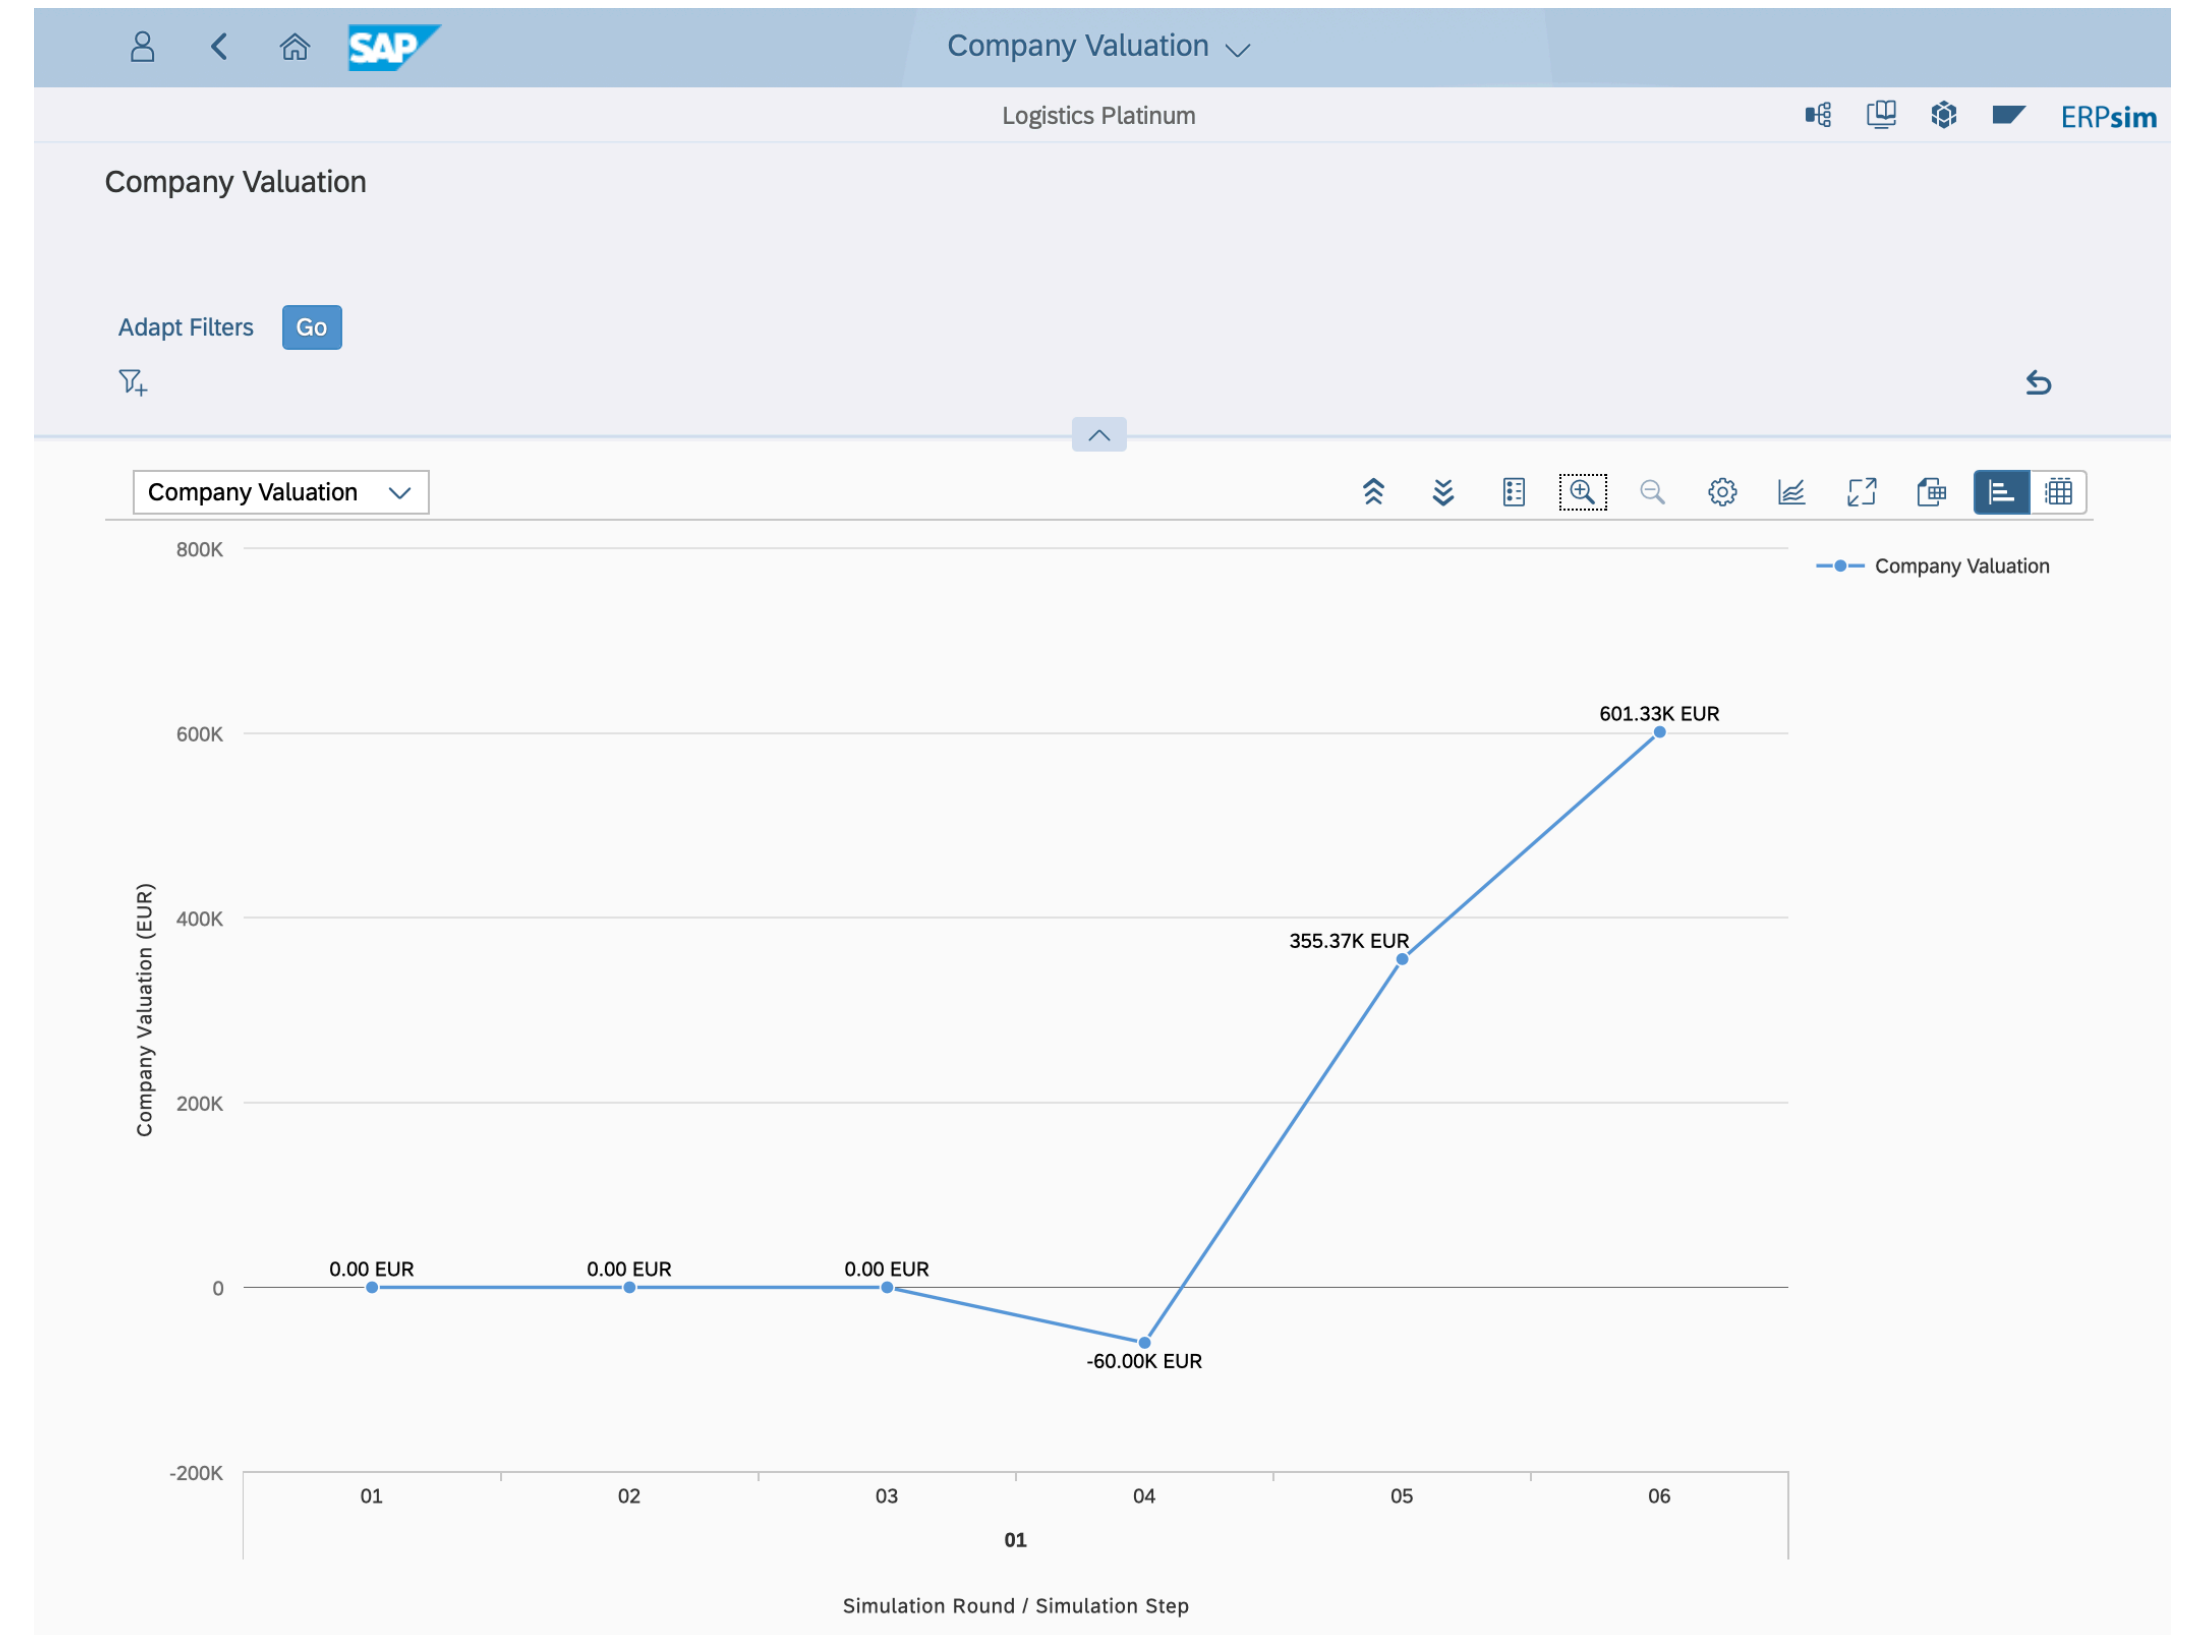 SAP
Company Valuation
Logistics Platinum
ERPsim
Company Valuation
Adapt Filters
Go
Company Valuation
800K
600K
400K
200K
0
-200K
Company Valuation (EUR)
Company Valuation
0.00 EUR
0.00 EUR
0.00 EUR
-60.00K EUR
355.37K EUR
601.33K EUR
01
02
03
04
05
06
01
Simulation Round / Simulation Step